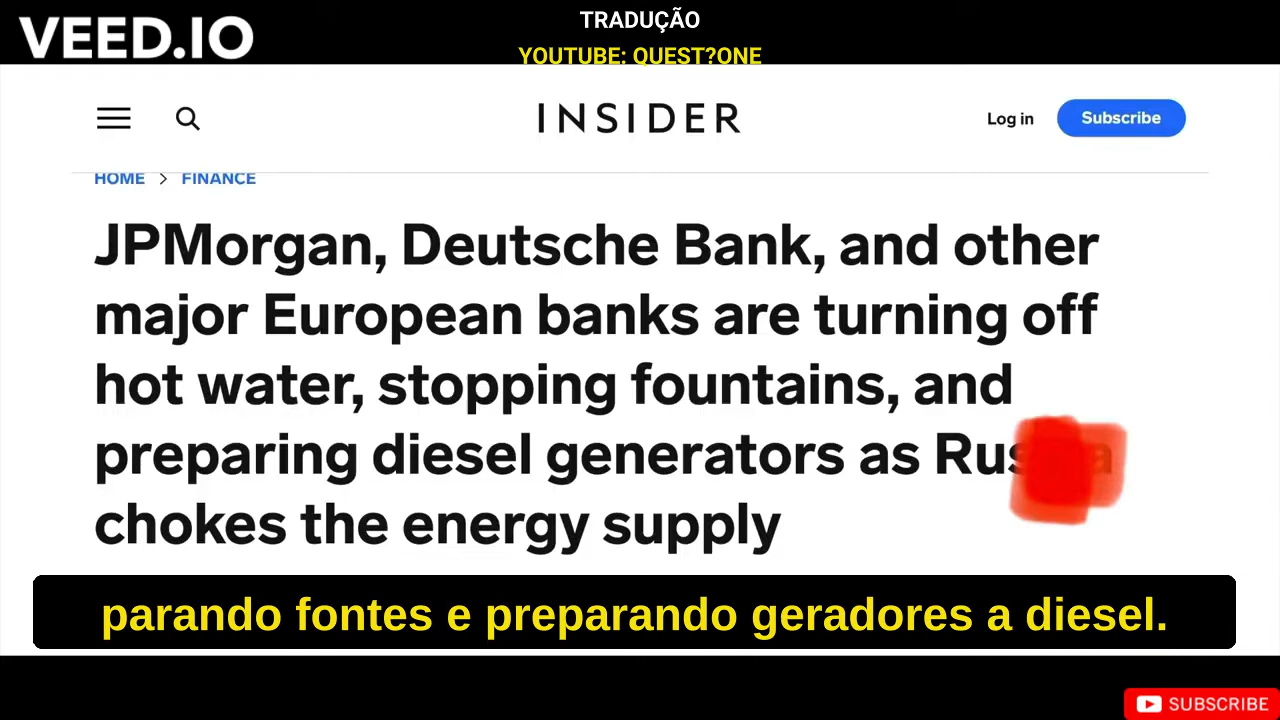 VEED.IO
TRADUÇÃO
YOUTUBE: QUEST?ONE
INSIDER
Log in
Subscribe
HOME > FINANCE
JPMorgan, Deutsche Bank, and other
major European banks are turning off
hot water, stopping fountains, and
preparing diesel generators as
chokes the energy supply
parando fontes e preparando geradores a diesel.
SUBSCRIBE